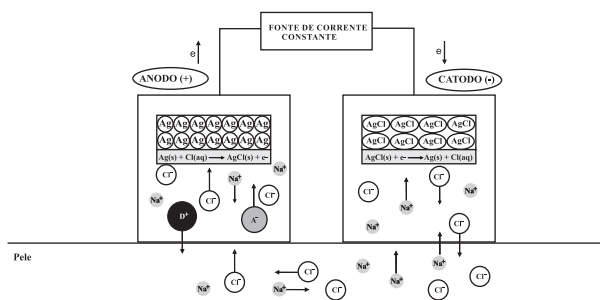 FONTE DE CORRENTE
CONSTANTE
e
e
ANODO (+)
CATODO (-)
Ag Ag Ag Ag Ag Ag Ag
Ag Ag Ag Ag Ag Ag Ag
Ag(s) + Cl(aq) → AgCl(s) + e-
AgCl AgCl AgCl AgCl
AgCl AgCl AgCl AgCl
AgCl(s) + e- → Ag(s) + Cl(aq)
Cl⁻ Na⁺ Na⁺
Na⁺ Cl⁻ Cl⁻
D⁺ A⁻
Cl⁻ Cl⁻ Na⁺
Na⁺ Cl⁻
Na⁺
Pele
Na⁺ Cl⁻ Cl⁻
Na⁺ Cl⁻
Na⁺ Na⁺ Na⁺ Cl⁻
Cl⁻